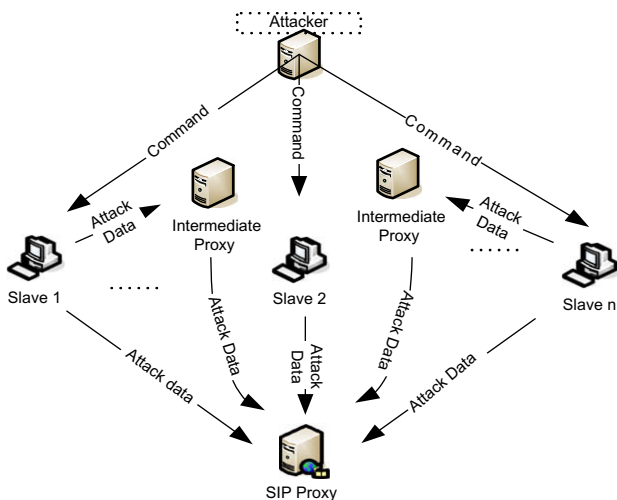 Attacker
Command
Command
Command
Attack
Data
Intermediate
Proxy
Intermediate
Proxy
Attack
Data
......
Slave 1
......
Slave 2
Slave n
Attack data
Attack Data
Attack
Data
Attack Data
Attack Data
SIP Proxy